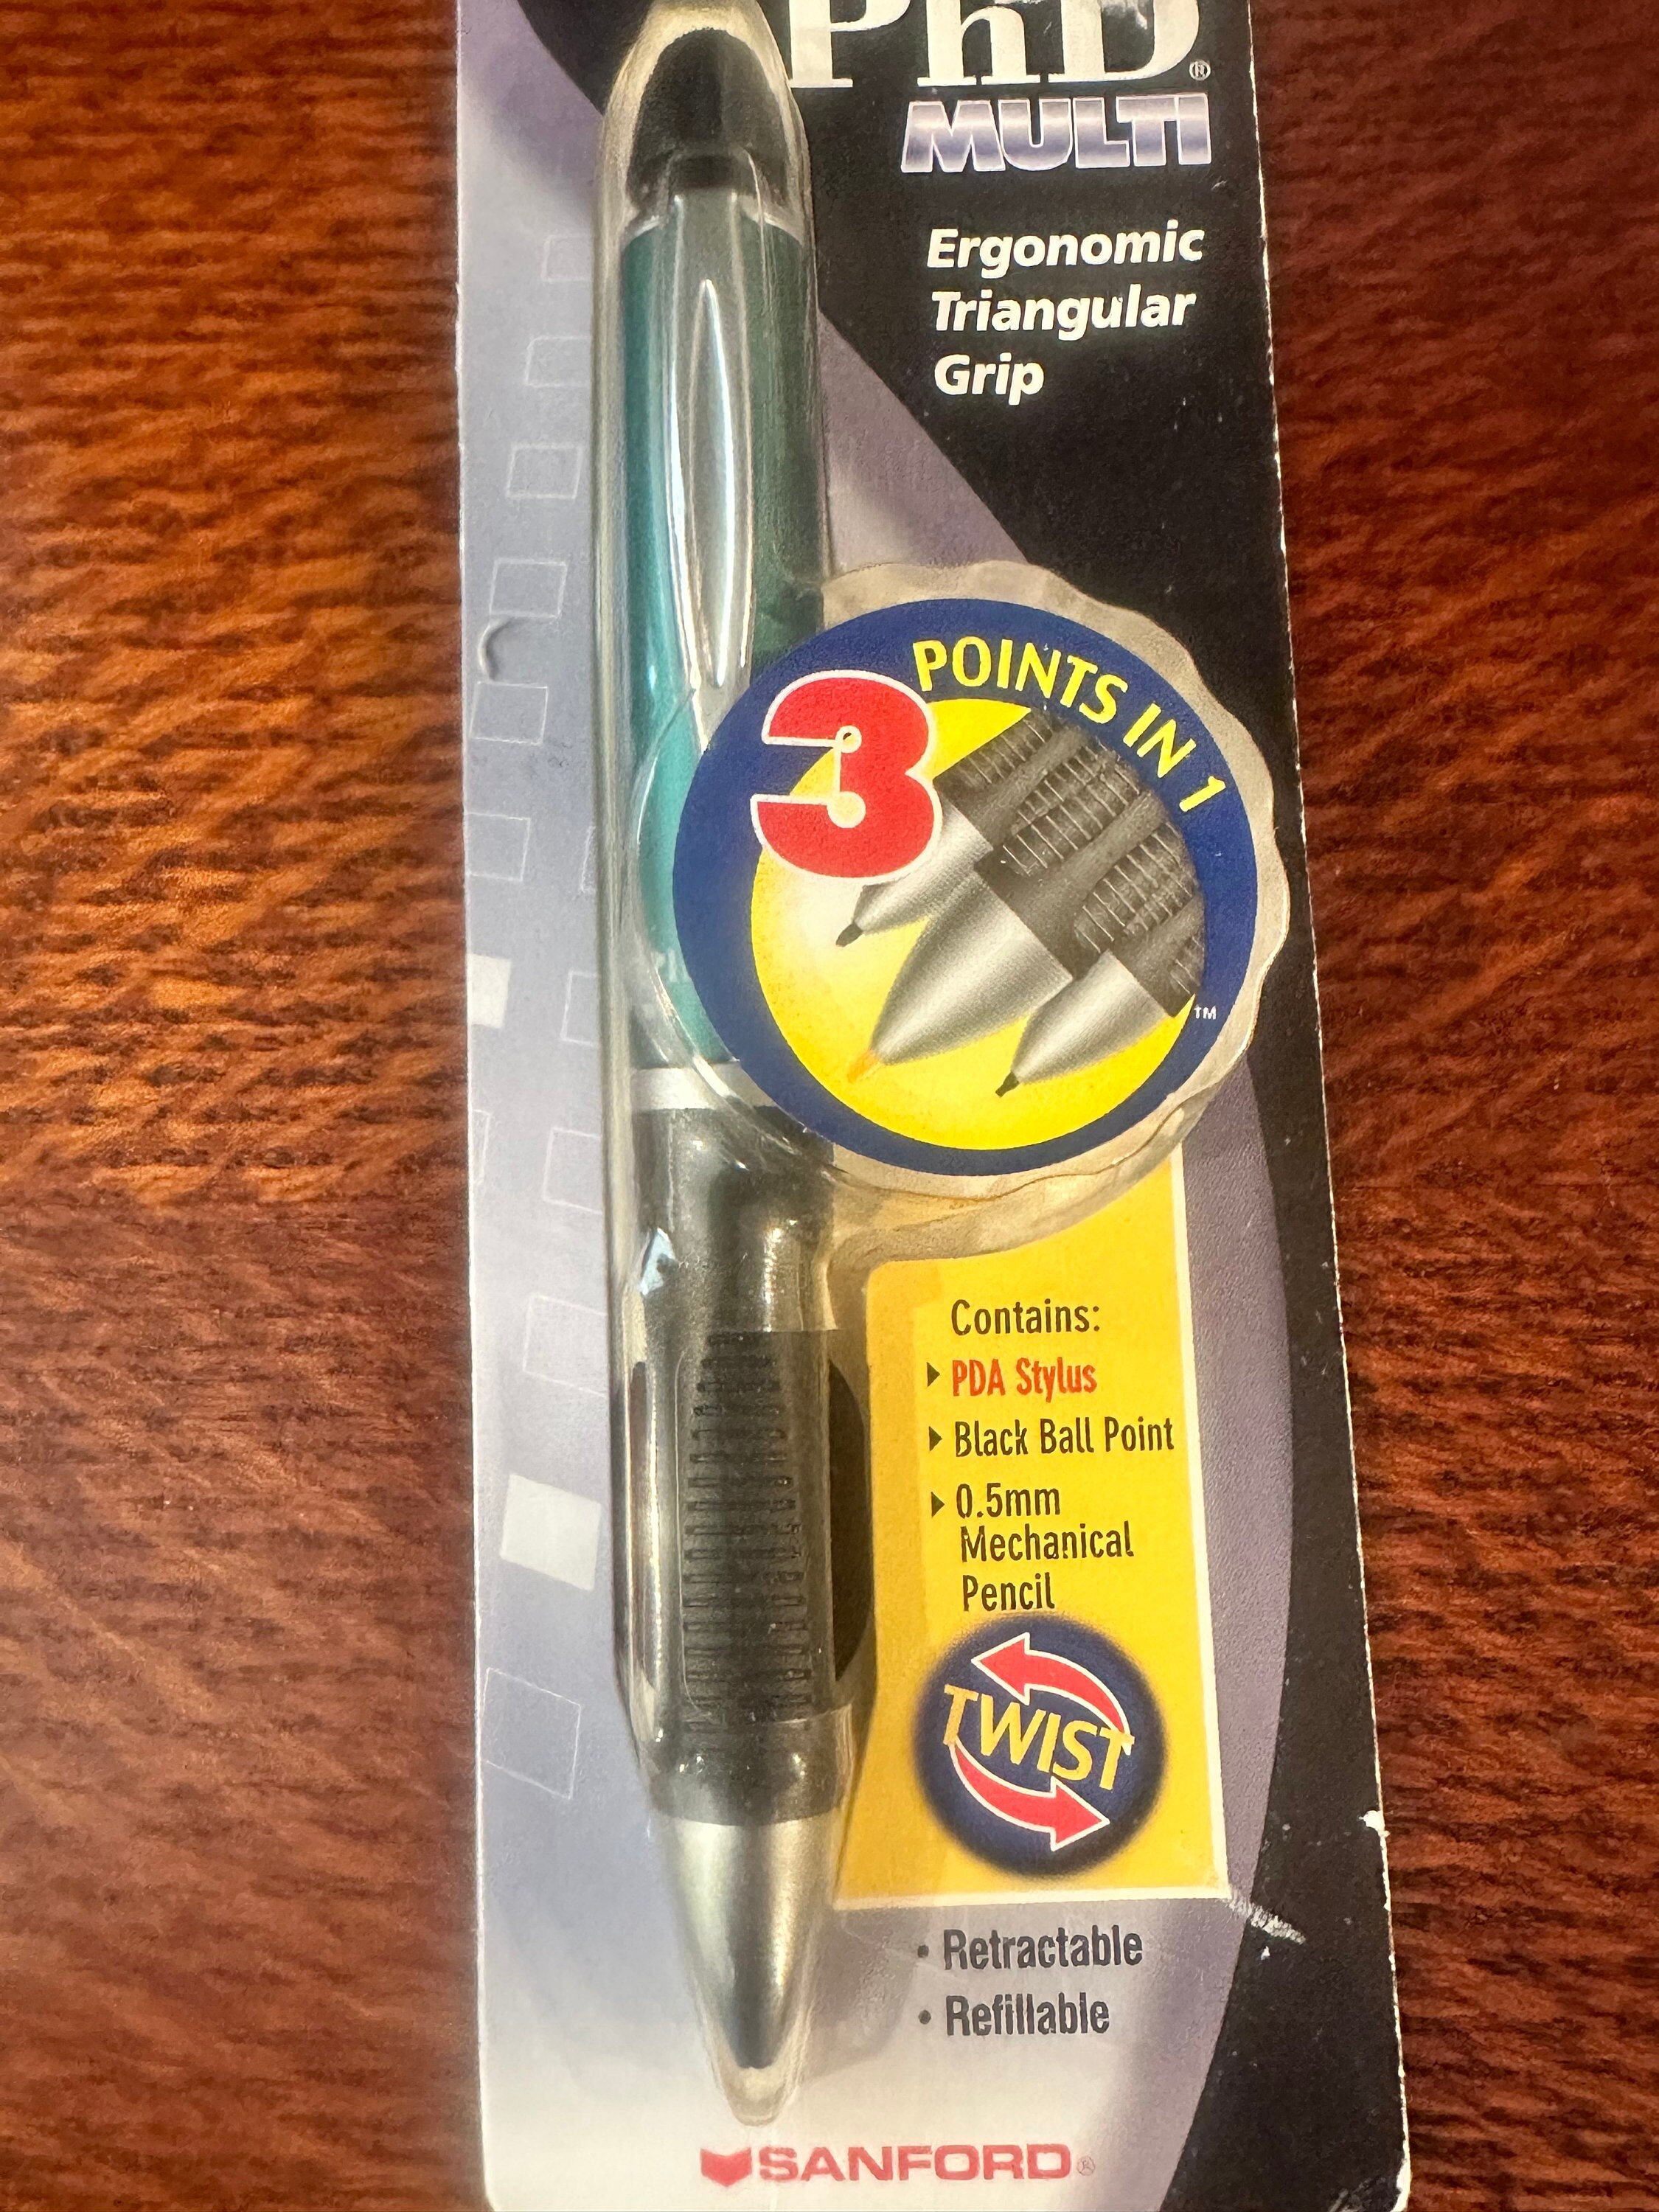 PhD®
MULTI
Ergonomic
Triangular
Grip
3 POINTS IN 1
™
Contains:
PDA Stylus
Black Ball Point
0.5mm
Mechanical
Pencil
TWIST
• Retractable
• Refillable
SANFORD®